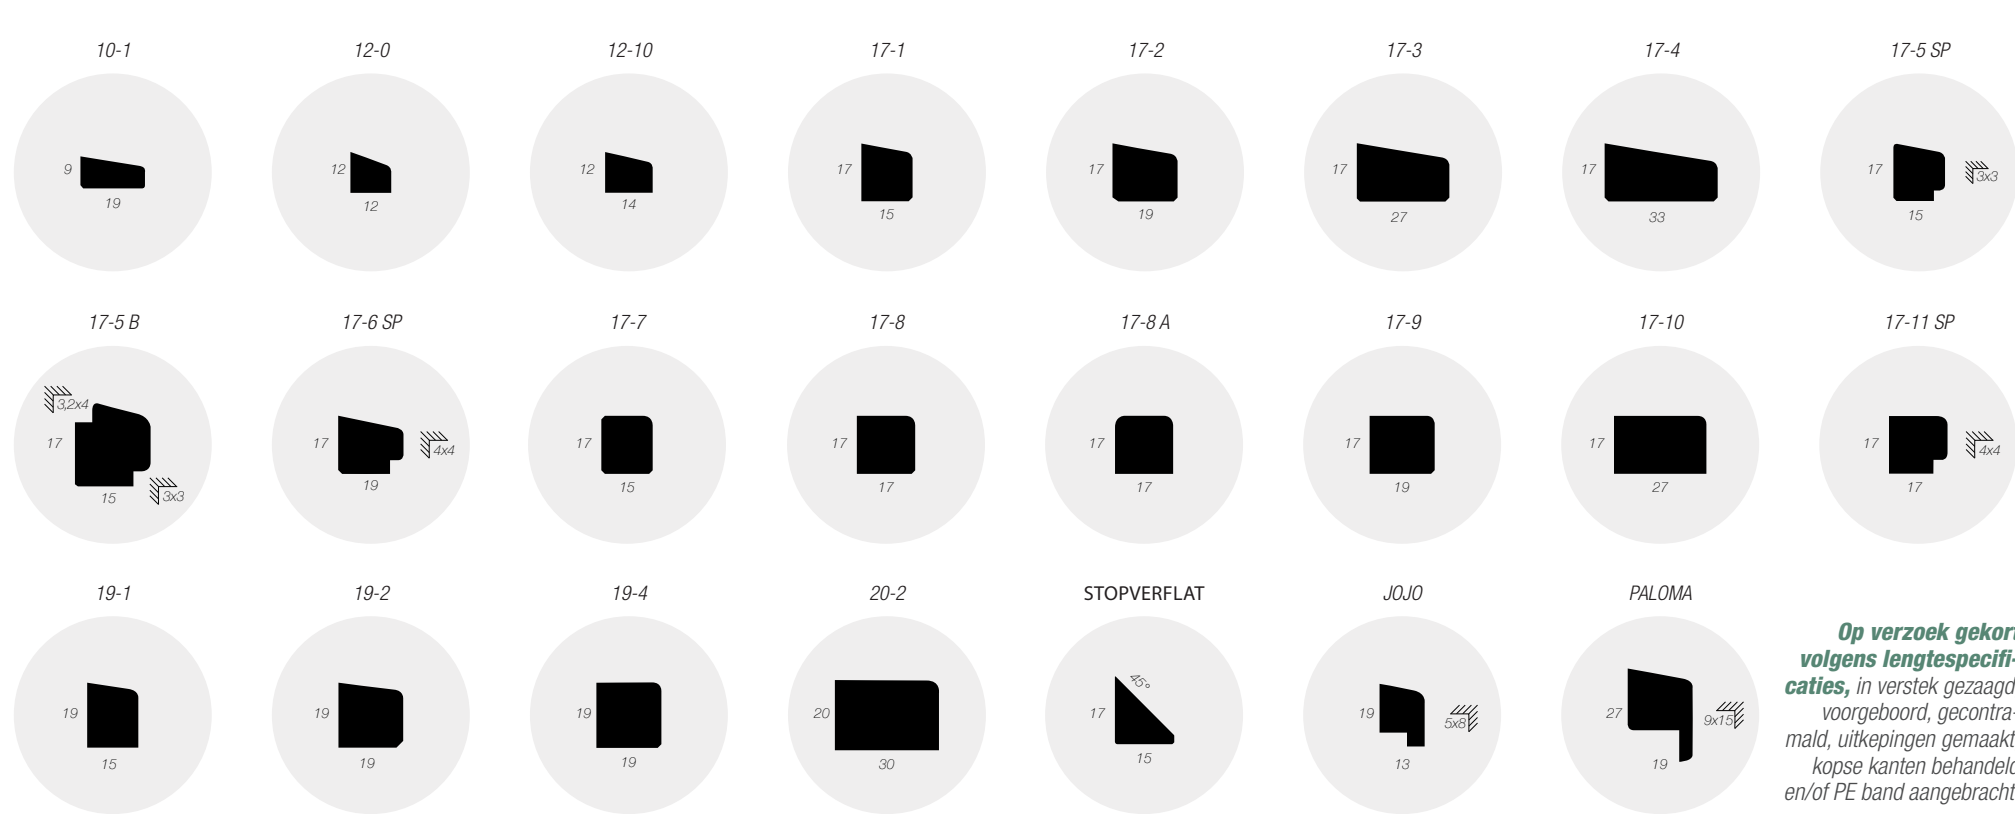 10-1
12-0
12-10
17-1
17-2
17-3
17-4
17-5 SP
9
19
12
12
12
14
17
15
17
19
17
27
17
33
17
15
3x3
17-5 B
17-6 SP
17-7
17-8
17-8 A
17-9
17-10
17-11 SP
3,2x4
17
15
3x3
17
19
4x4
17
15
17
17
17
17
17
19
17
27
17
17
4x4
19-1
19-2
19-4
20-2
STOPVERFLAT
JOJO
PALOMA
19
15
19
19
19
19
20
30
45°
17
15
19
13
5x8
27
19
9x15
Op verzoek gekort
volgens lengtespecifi-
caties, in verstek gezaagd,
voorgeboord, gecontra-
mald, uitkepingen gemaakt,
kopse kanten behandeld
en/of PE band aangebracht.